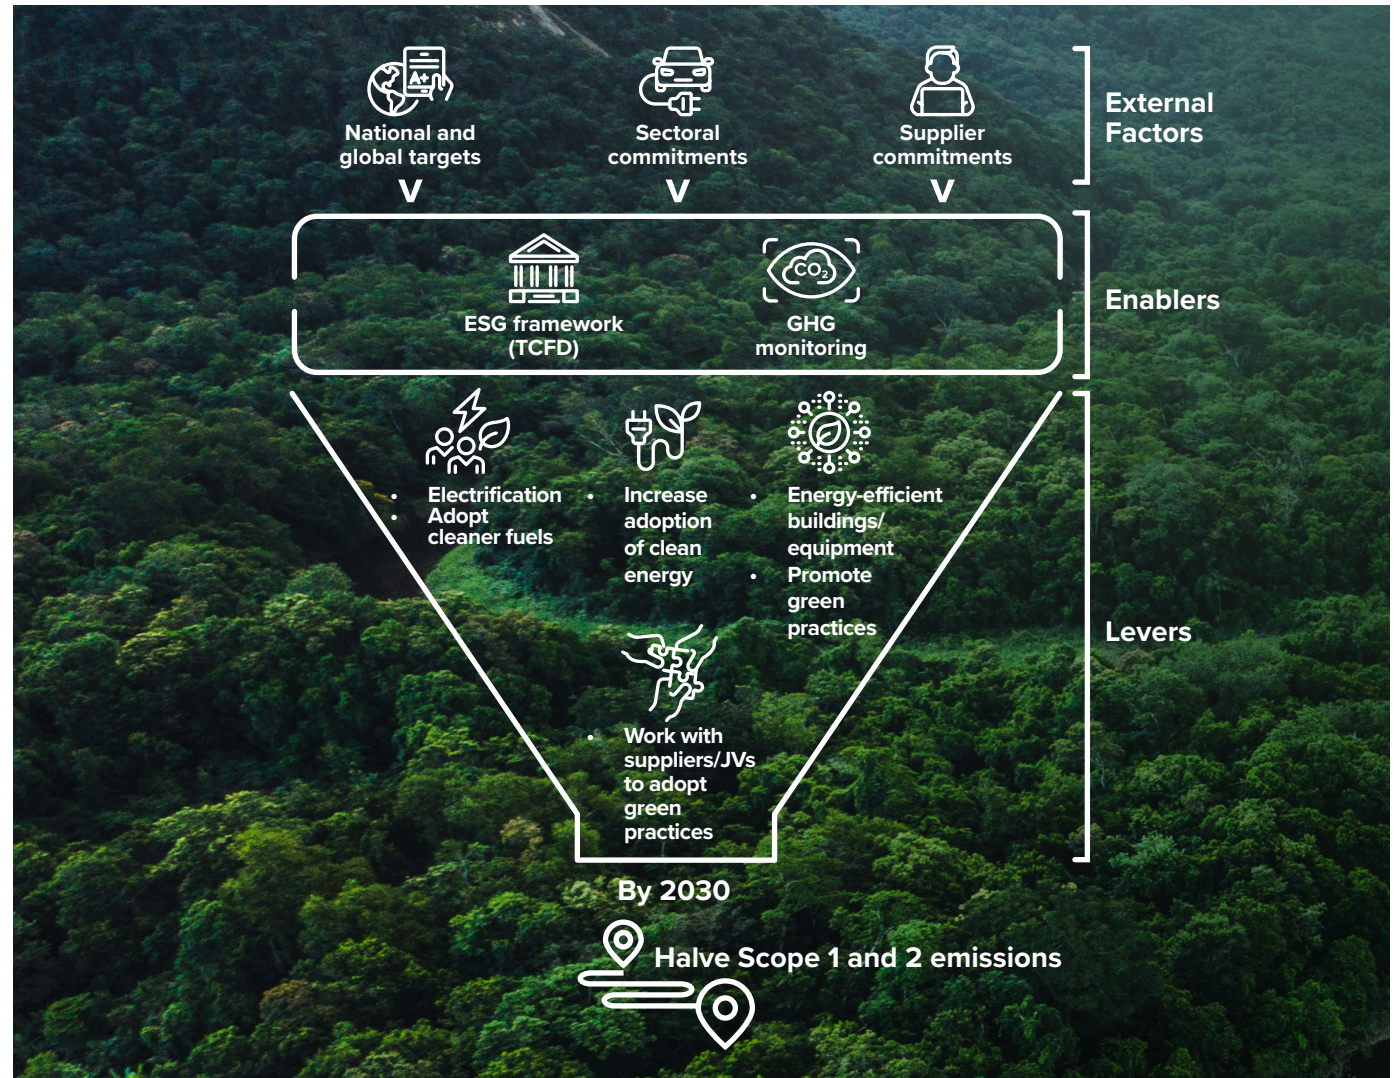 A+
National and
global targets
Sectoral
commitments
Supplier
commitments
External
Factors
V V V
CO₂
ESG framework
(TCFD)
GHG
monitoring
Enablers
• Electrification
• Adopt
cleaner fuels
• Increase
adoption
of clean
energy
• Energy-efficient
buildings/
equipment
• Promote
green
practices
Levers
• Work with
suppliers/JVs
to adopt
green
practices
By 2030
Halve Scope 1 and 2 emissions